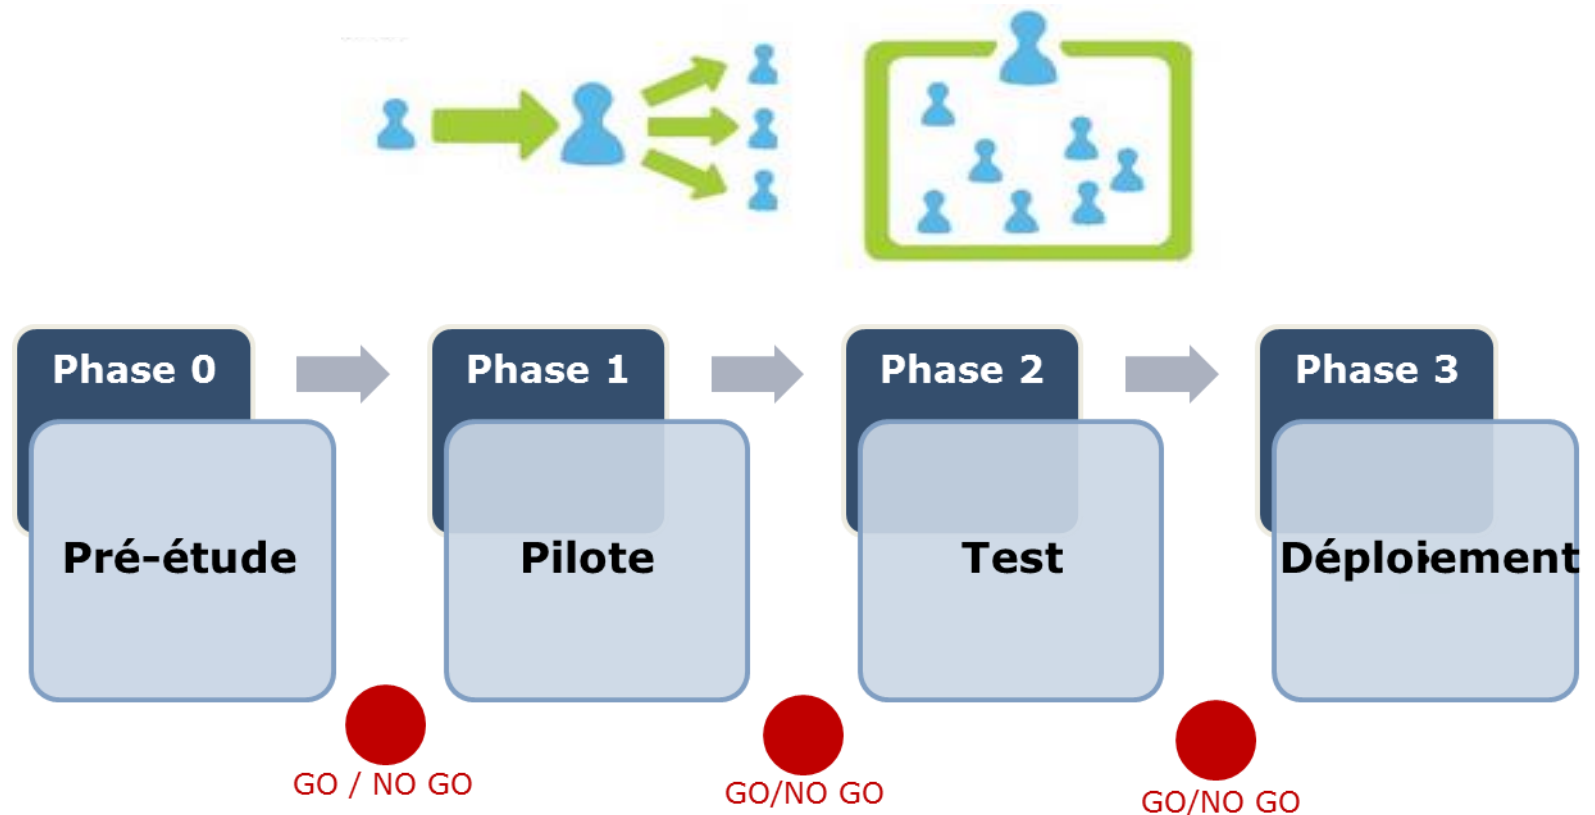 Phase 0
Phase 1
Phase 2
Phase 3
Pré-étude
Pilote
Test
Déploiement
GO / NO GO
GO/NO GO
GO/NO GO